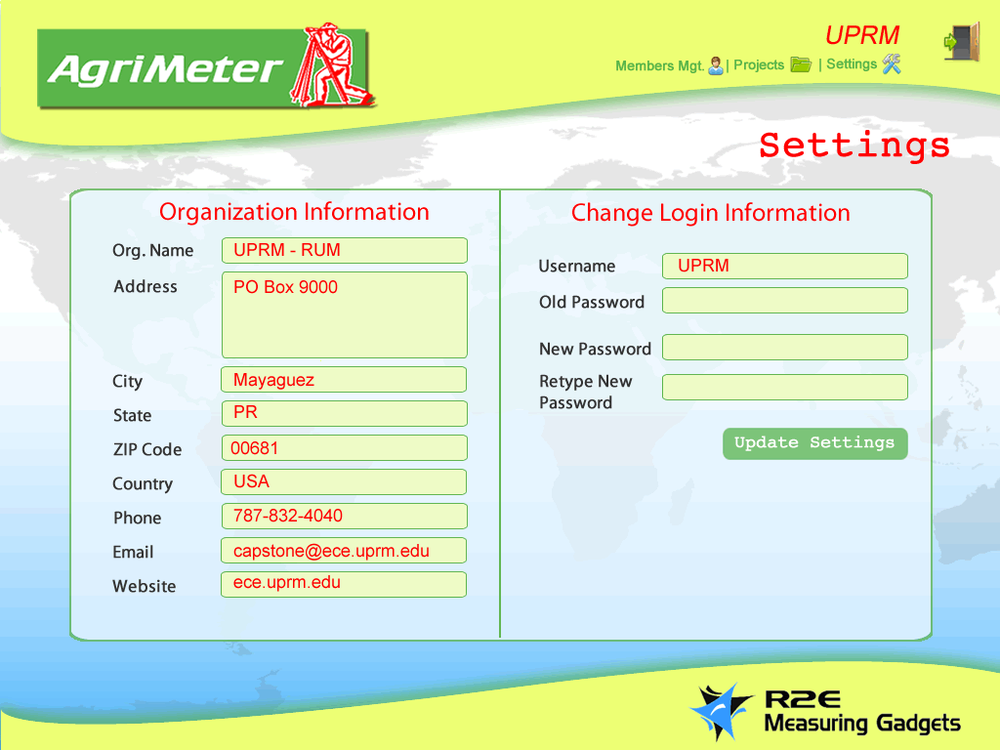 AgriMeter
UPRM
Members Mgt. | Projects | Settings
Settings
Organization Information
Org. Name UPRM - RUM
Address PO Box 9000
City Mayaguez
State PR
ZIP Code 00681
Country USA
Phone 787-832-4040
Email capstone@ece.uprm.edu
Website ece.uprm.edu
Change Login Information
Username UPRM
Old Password
New Password
Retype New
Password
Update Settings
R2E
Measuring Gadgets